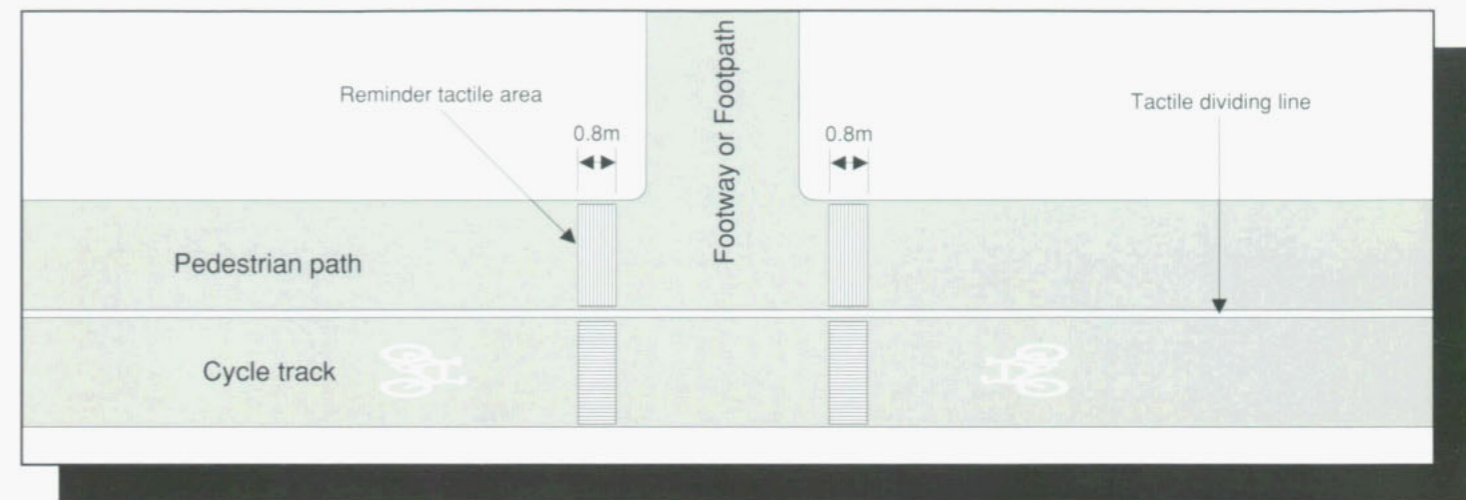 Footway or Footpath
Reminder tactile area
Tactile dividing line
0.8m
0.8m
Pedestrian path
Cycle track